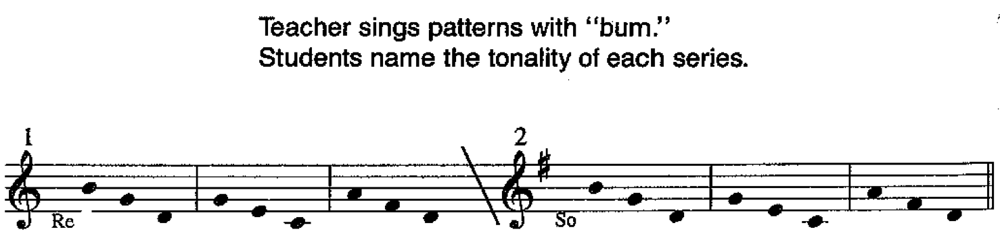 Teacher sings patterns with “bum.”
Students name the tonality of each series.
1 2
Re So